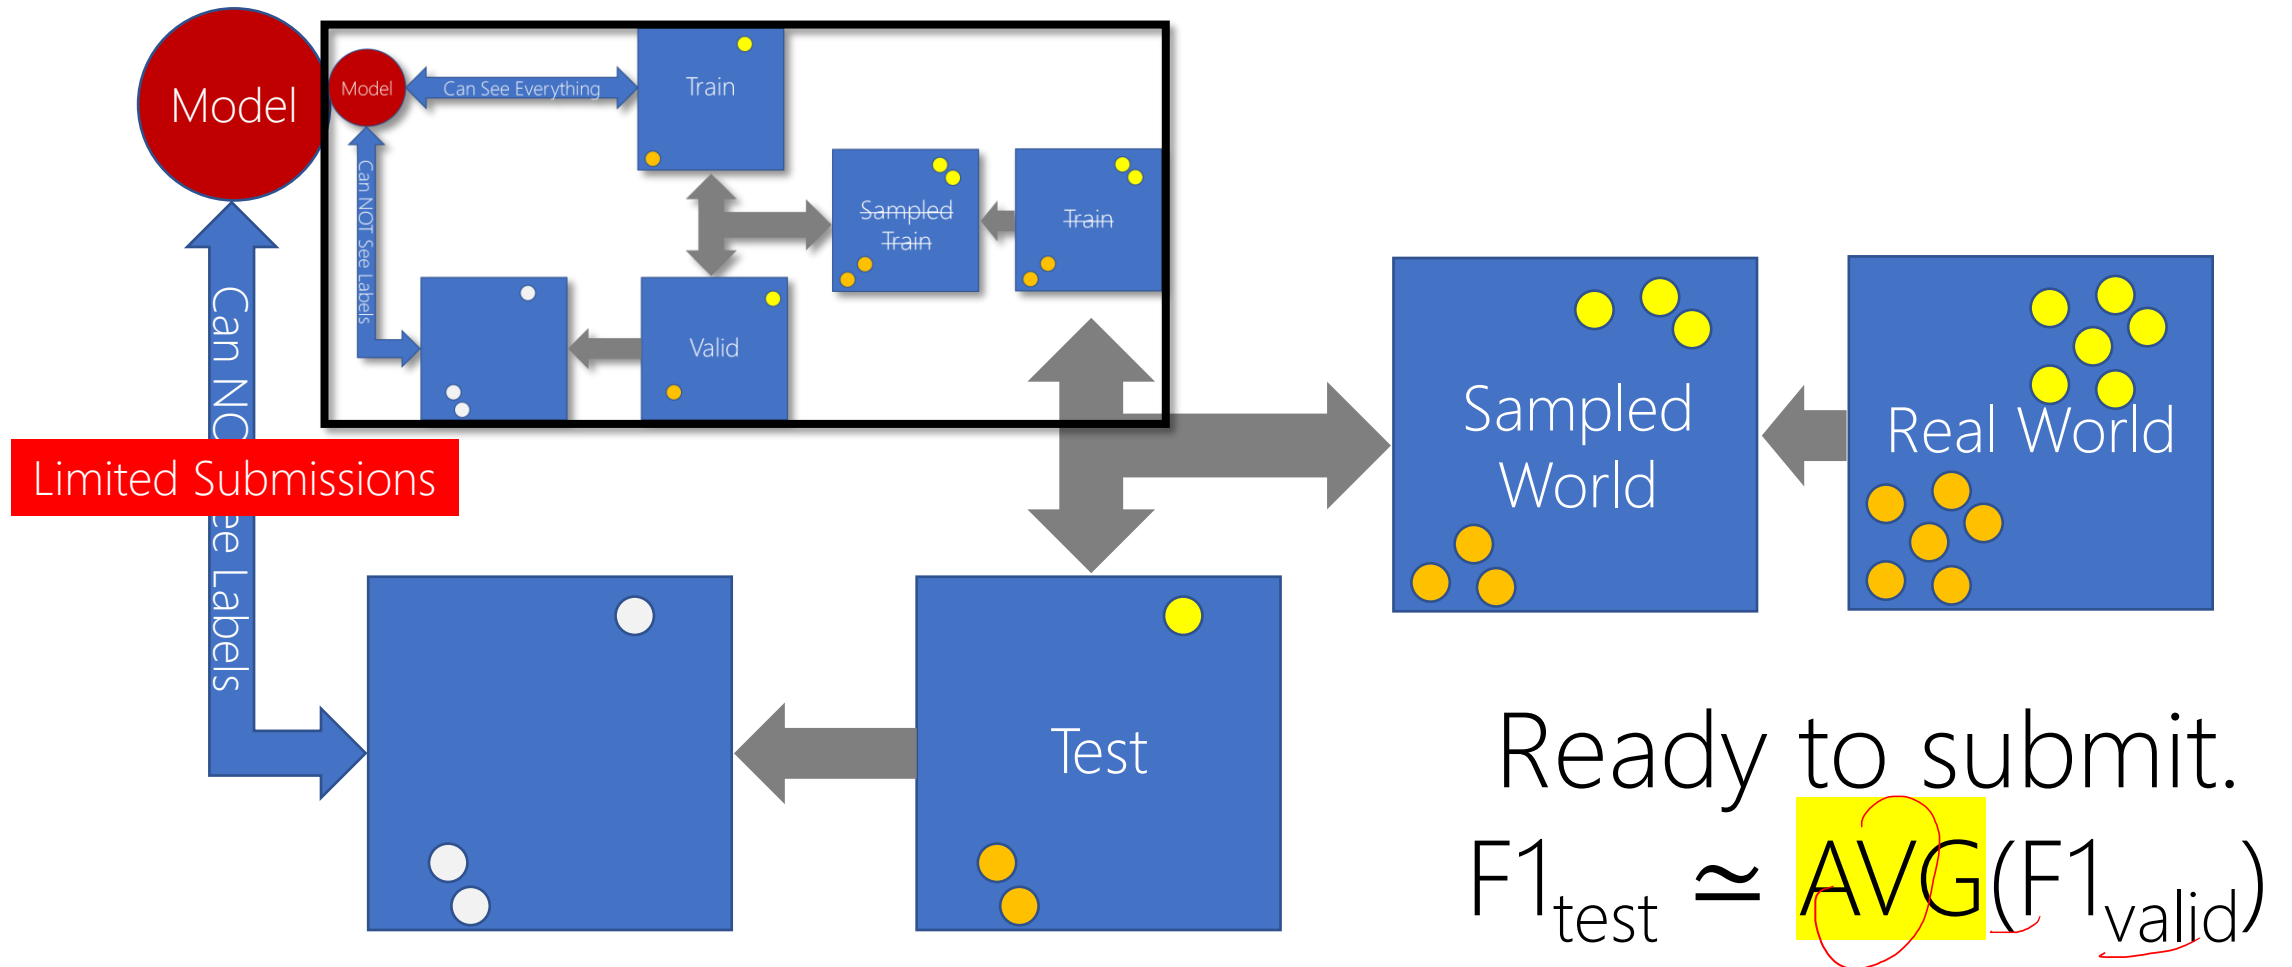 Model
Model
Can See Everything
Train
Can NOT See Labels
Sampled
Train
Train
Valid
Can NO
ee Labels
Limited Submissions
Sampled
World
Real World
Test
Ready to submit.
F1test ≃ AVG(F1valid)